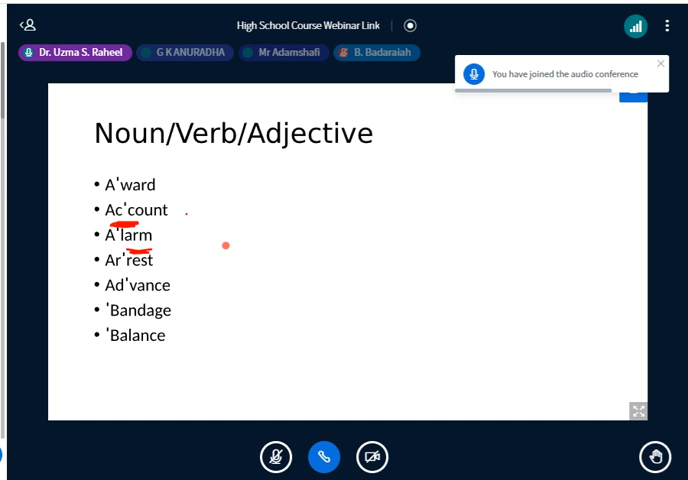 High School Course Webinar Link
Dr. Uzma S. Raheel
G K ANURADHA
Mr Adamshafi
B. Badaraiah
You have joined the audio conference
Noun/Verb/Adjective
• Aˈward
• Acˈcount
• Aˈlarm
• Arˈrest
• Adˈvance
• ˈBandage
• ˈBalance